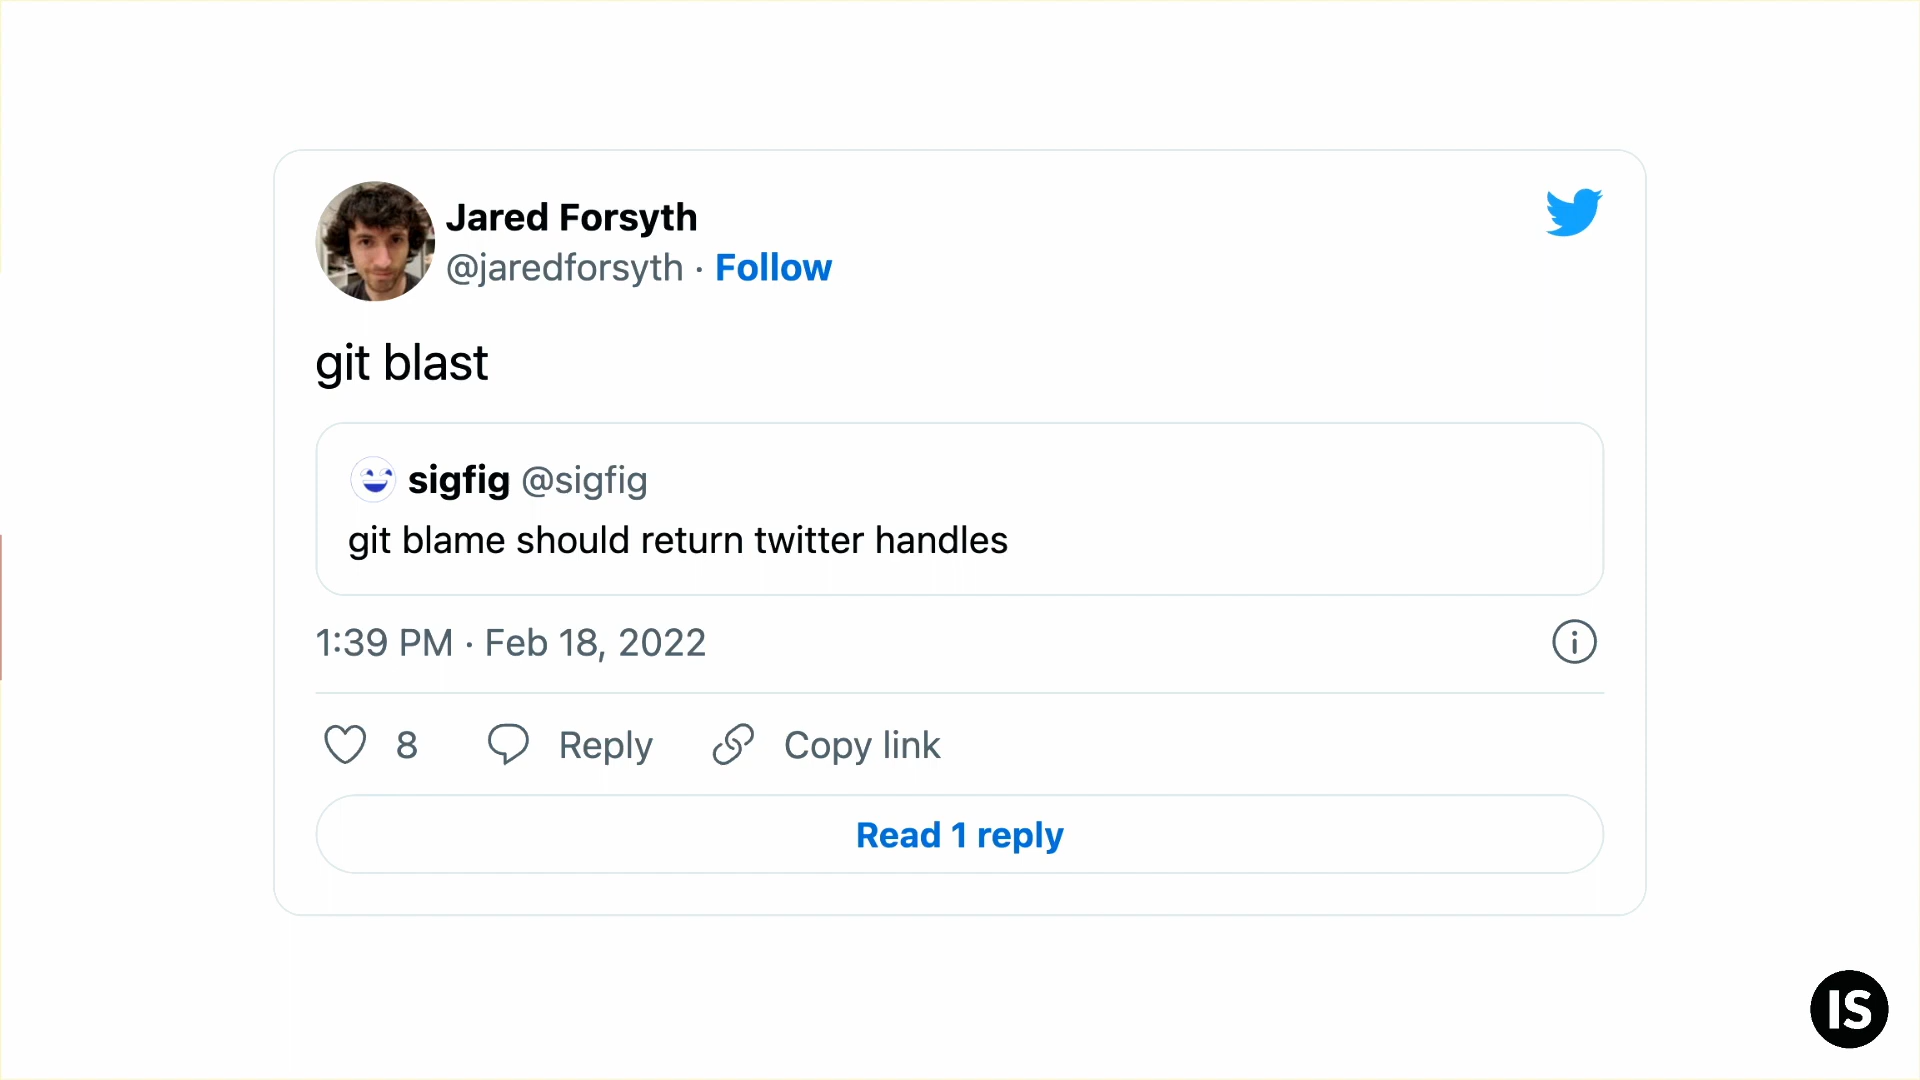 Jared Forsyth
@jaredforsyth · Follow
git blast
sigfig @sigfig
git blame should return twitter handles
1:39 PM · Feb 18, 2022
8 Reply Copy link
Read 1 reply
IS